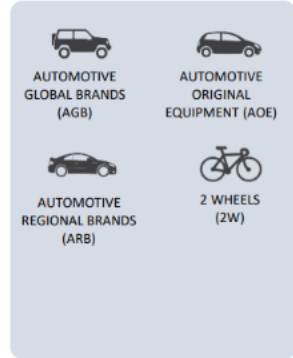 AUTOMOTIVE
GLOBAL BRANDS
(AGB)
AUTOMOTIVE
ORIGINAL
EQUIPMENT (AOE)
AUTOMOTIVE
REGIONAL BRANDS
(ARB)
2 WHEELS
(2W)